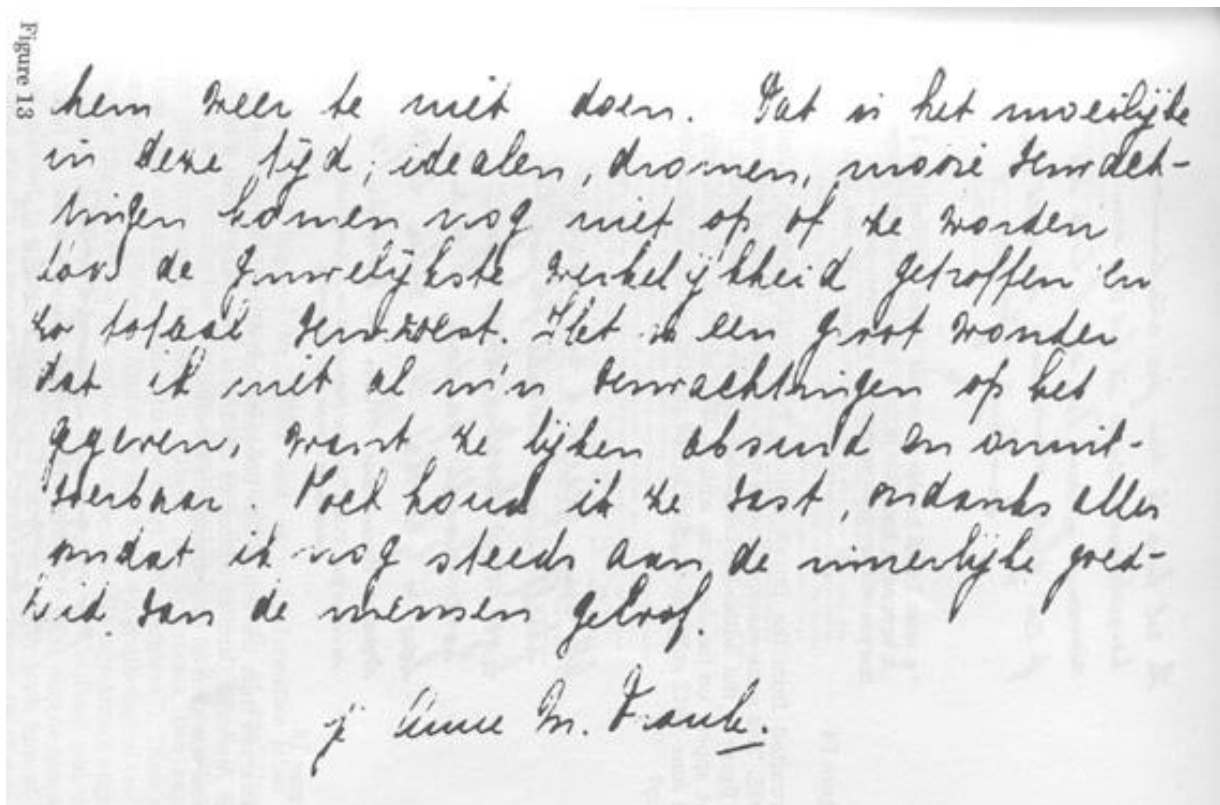 Figure 13
hem weer te niet doen. Dat is het moeilijke
in deze tijd; idealen, dromen, mooie verwach-
tingen komen nog niet op of ze worden
door de gruwelijkste werkelijkheid getroffen en
zo totaal verwoest. Het is een groot wonder
dat ik niet al m'n verwachtingen op heb
gegeven, want ze lijken absurd en onuit-
voerbaar. Toch houd ik ze vast, ondanks alles
omdat ik nog steeds aan de innerlijke goed-
heid van de mensen geloof.
je Anne M. Frank.